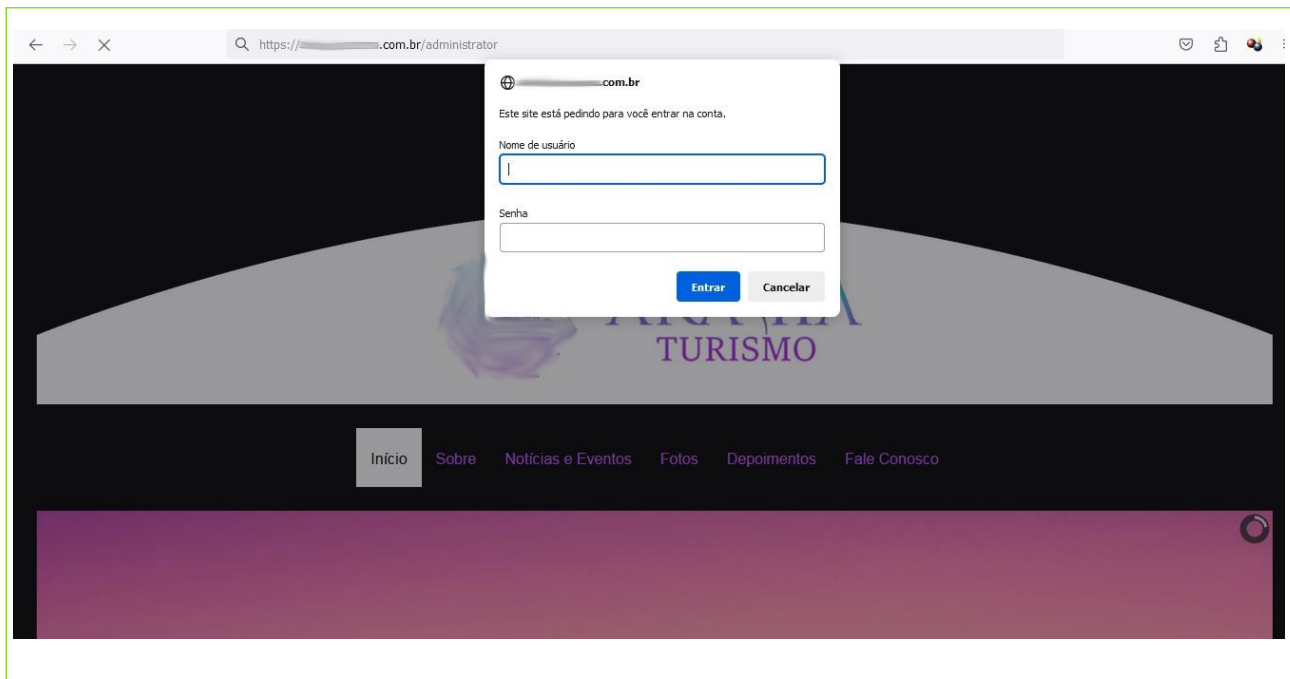 https:// .com.br/administrator
.com.br
Este site está pedindo para você entrar na conta.
Nome de usuário
Senha
Entrar Cancelar
TURISMO
Início Sobre Notícias e Eventos Fotos Depoimentos Fale Conosco